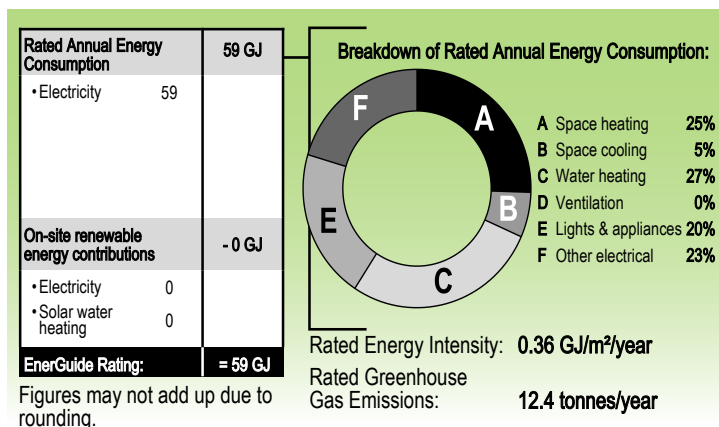 Rated Annual Energy
Consumption
59 GJ
• Electricity 59
On-site renewable
energy contributions
- 0 GJ
• Electricity 0
• Solar water
heating 0
EnerGuide Rating: = 59 GJ
Figures may not add up due to
rounding.
Breakdown of Rated Annual Energy Consumption:
A
B
C
E
F
A Space heating 25%
B Space cooling 5%
C Water heating 27%
D Ventilation 0%
E Lights & appliances 20%
F Other electrical 23%
Rated Energy Intensity: 0.36 GJ/m²/year
Rated Greenhouse
Gas Emissions: 12.4 tonnes/year